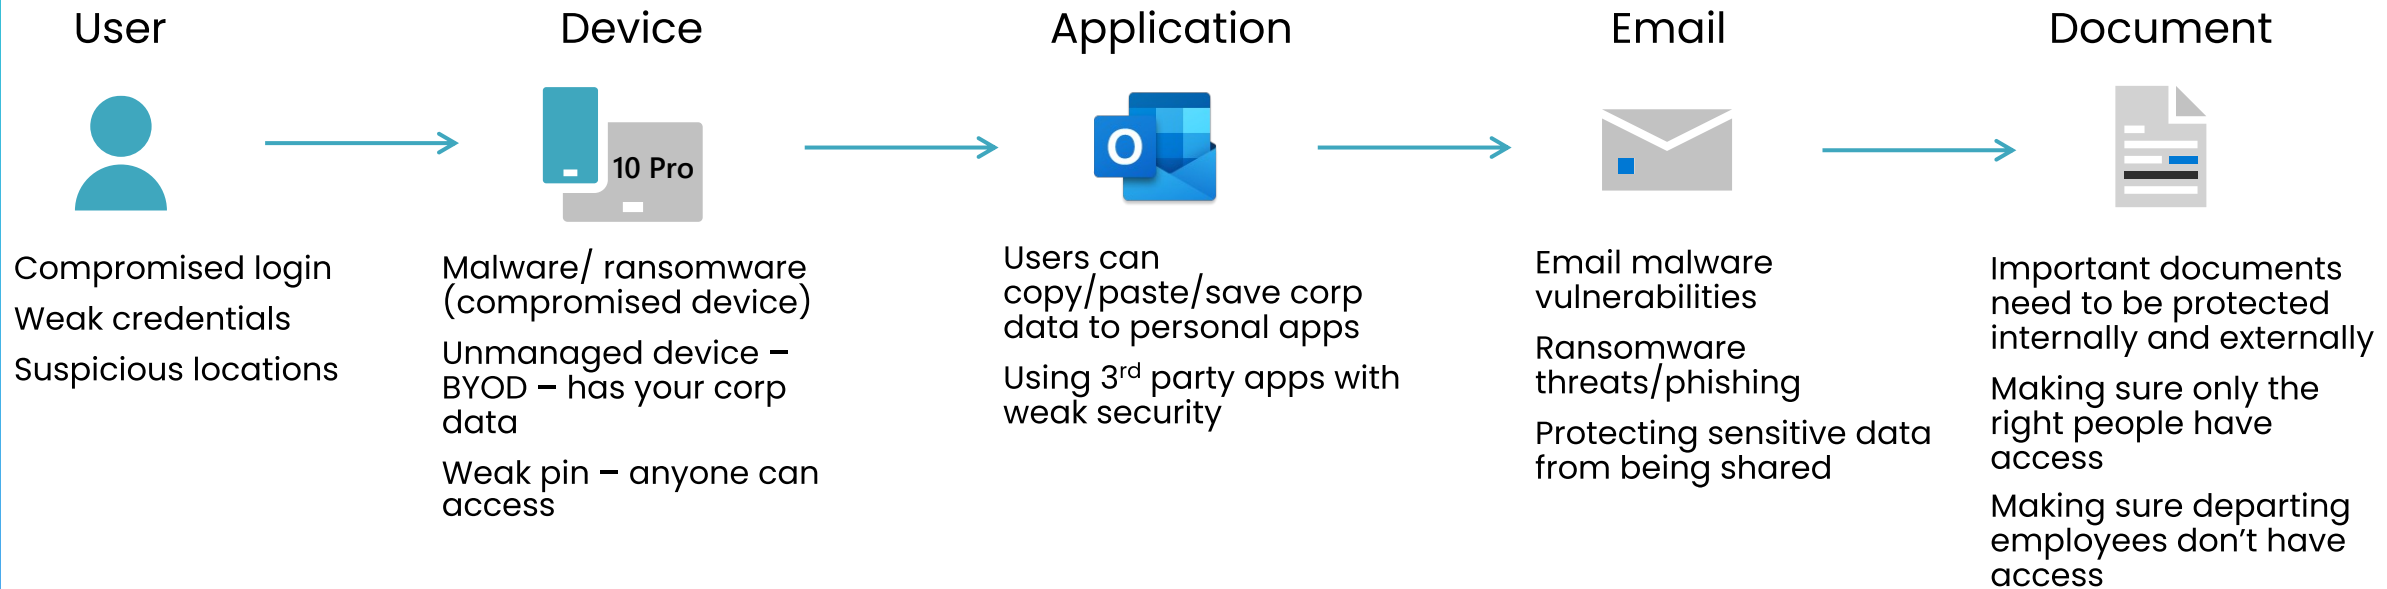 User
Device
Application
Email
Document
10 Pro
O
Compromised login
Weak credentials
Suspicious locations
Malware/ ransomware
(compromised device)
Unmanaged device –
BYOD – has your corp
data
Weak pin – anyone can
access
Users can
copy/paste/save corp
data to personal apps
Using 3rd party apps with
weak security
Email malware
vulnerabilities
Ransomware
threats/phishing
Protecting sensitive data
from being shared
Important documents
need to be protected
internally and externally
Making sure only the
right people have
access
Making sure departing
employees don’t have
access